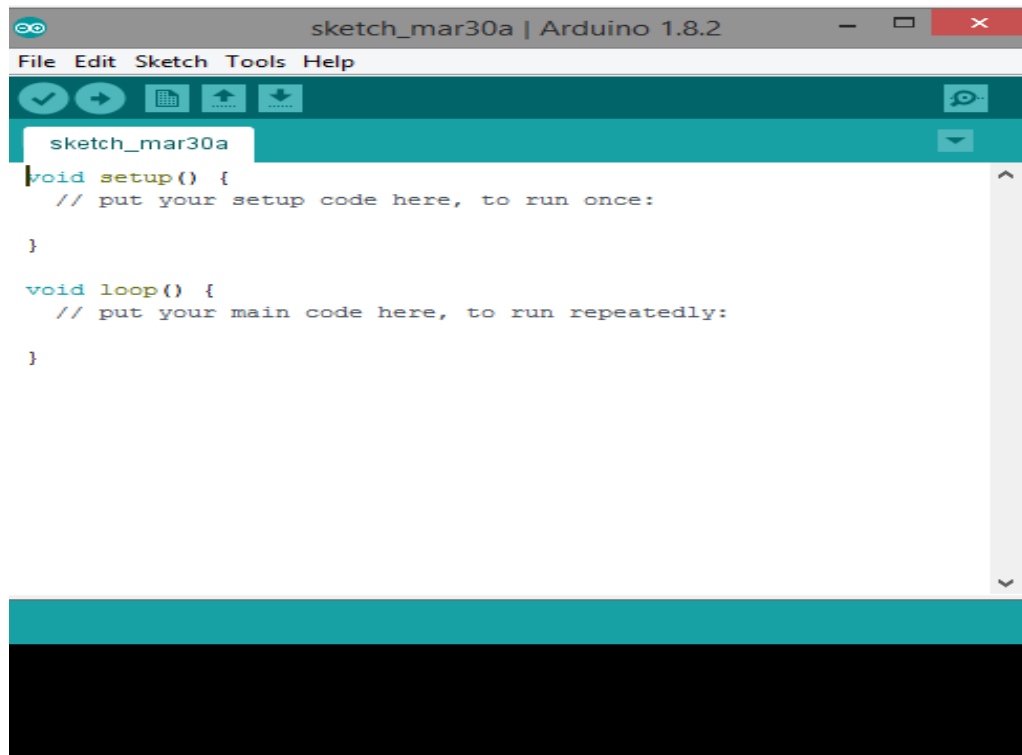 sketch_mar30a | Arduino 1.8.2
File Edit Sketch Tools Help
sketch_mar30a
void setup() {
  // put your setup code here, to run once:
}
void loop() {
  // put your main code here, to run repeatedly:
}